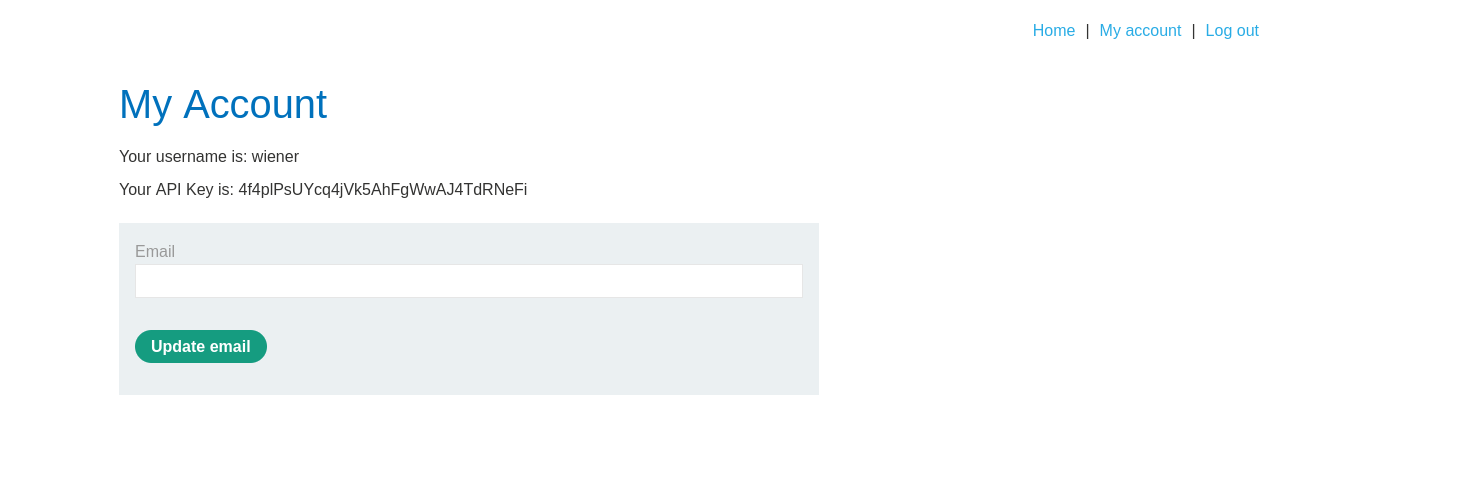 Home | My account | Log out
My Account
Your username is: wiener
Your API Key is: 4f4plPsUYcq4jVk5AhFgWwAJ4TdRNeFi
Email
Update email